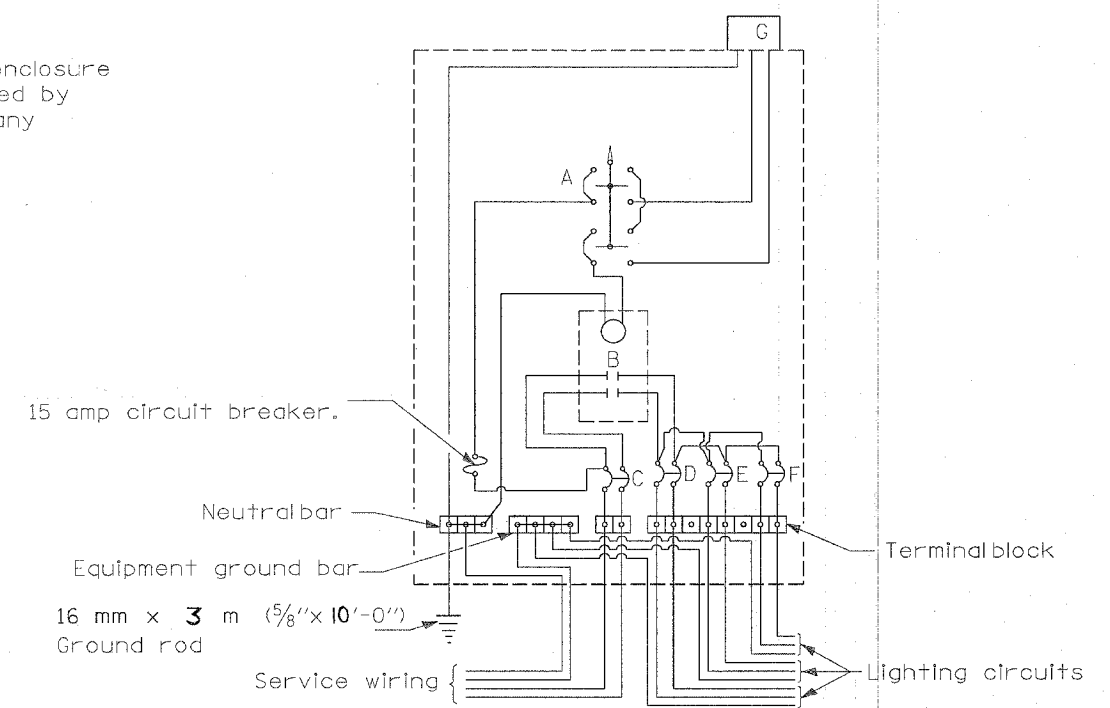 G
enclosure
ed by
any
A
B
15 amp circuit breaker.
C D E F
Neutral bar
Terminal block
Equipment ground bar
16 mm x 3 m (5/8"x 10'-0")
Ground rod
Service wiring
Lighting circuits